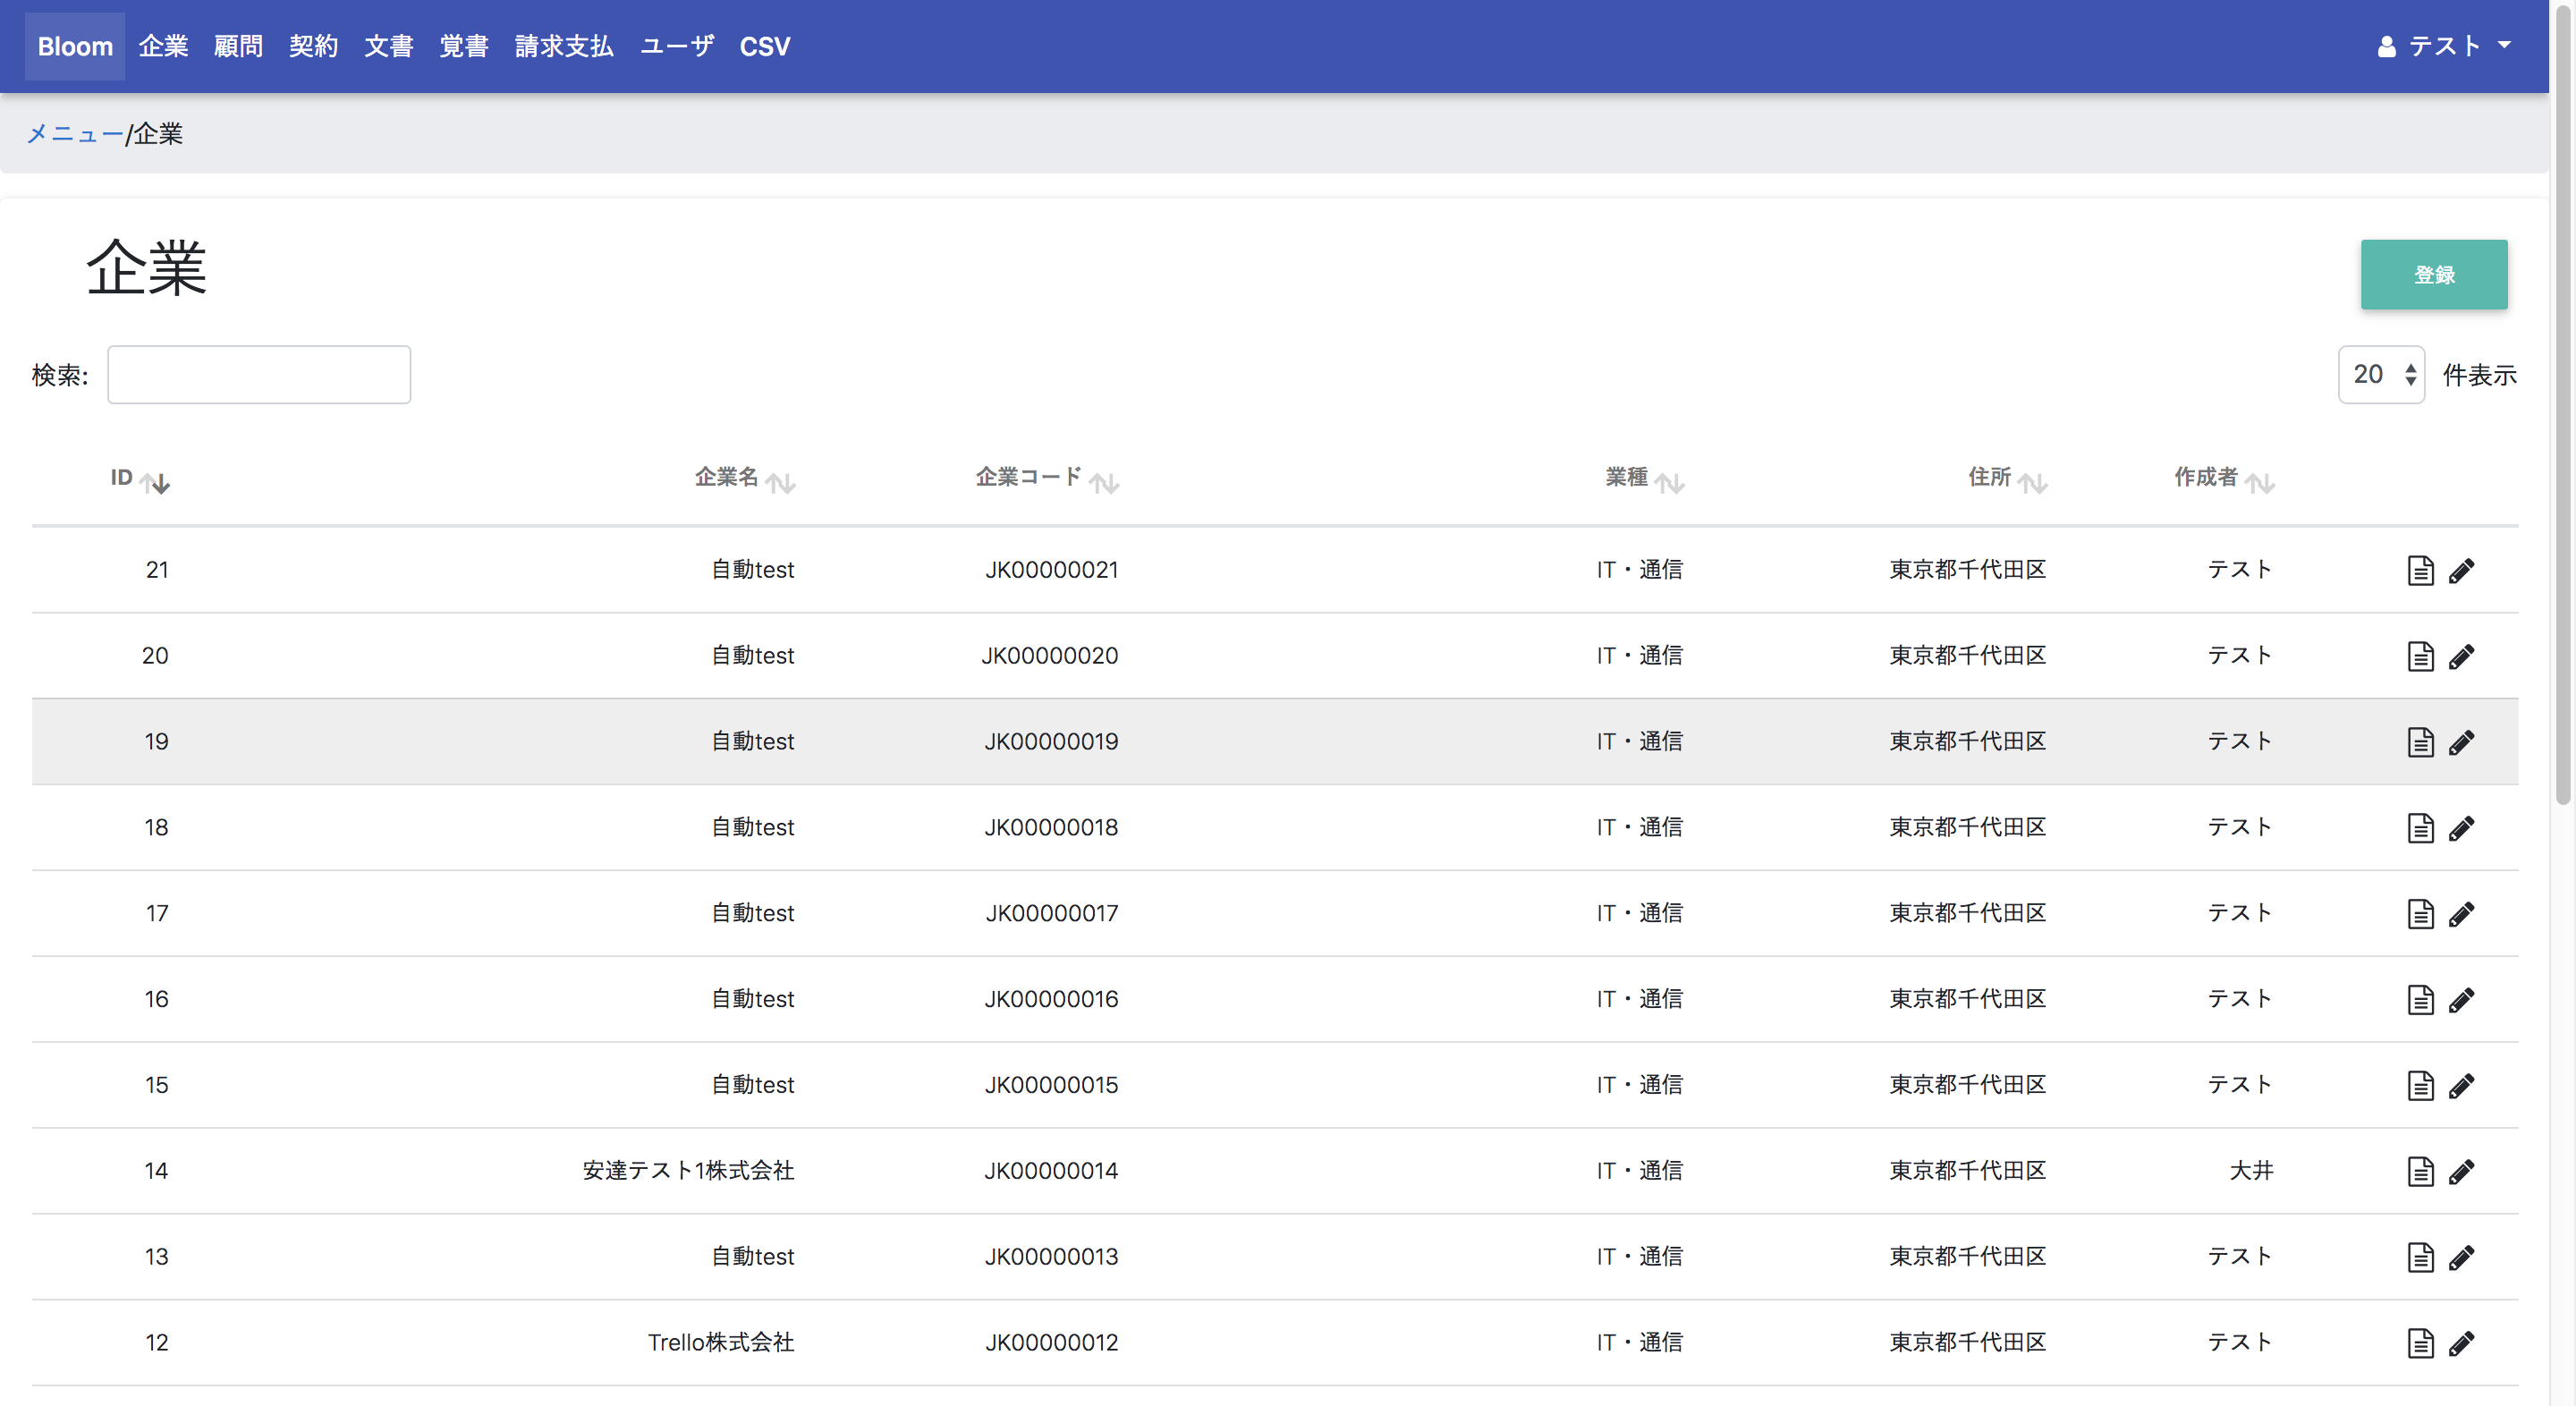 Bloom 企業 顧問 契約 文書 覚書 請求支払 ユーザ CSV テスト
メニュー/企業
企業
登録
検索: 20 件表示
ID 企業名 企業コード 業種 住所 作成者
21 自動test JK00000021 IT・通信 東京都千代田区 テスト
20 自動test JK00000020 IT・通信 東京都千代田区 テスト
19 自動test JK00000019 IT・通信 東京都千代田区 テスト
18 自動test JK00000018 IT・通信 東京都千代田区 テスト
17 自動test JK00000017 IT・通信 東京都千代田区 テスト
16 自動test JK00000016 IT・通信 東京都千代田区 テスト
15 自動test JK00000015 IT・通信 東京都千代田区 テスト
14 安達テスト1株式会社 JK00000014 IT・通信 東京都千代田区 大井
13 自動test JK00000013 IT・通信 東京都千代田区 テスト
12 Trello株式会社 JK00000012 IT・通信 東京都千代田区 テスト